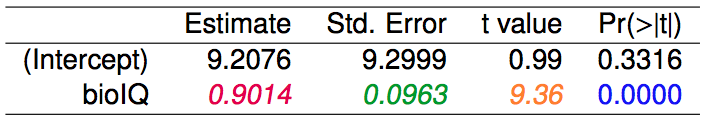 Estimate Std. Error t value Pr(>|t|)
(Intercept) 9.2076 9.2999 0.99 0.3316
bioIQ 0.9014 0.0963 9.36 0.0000